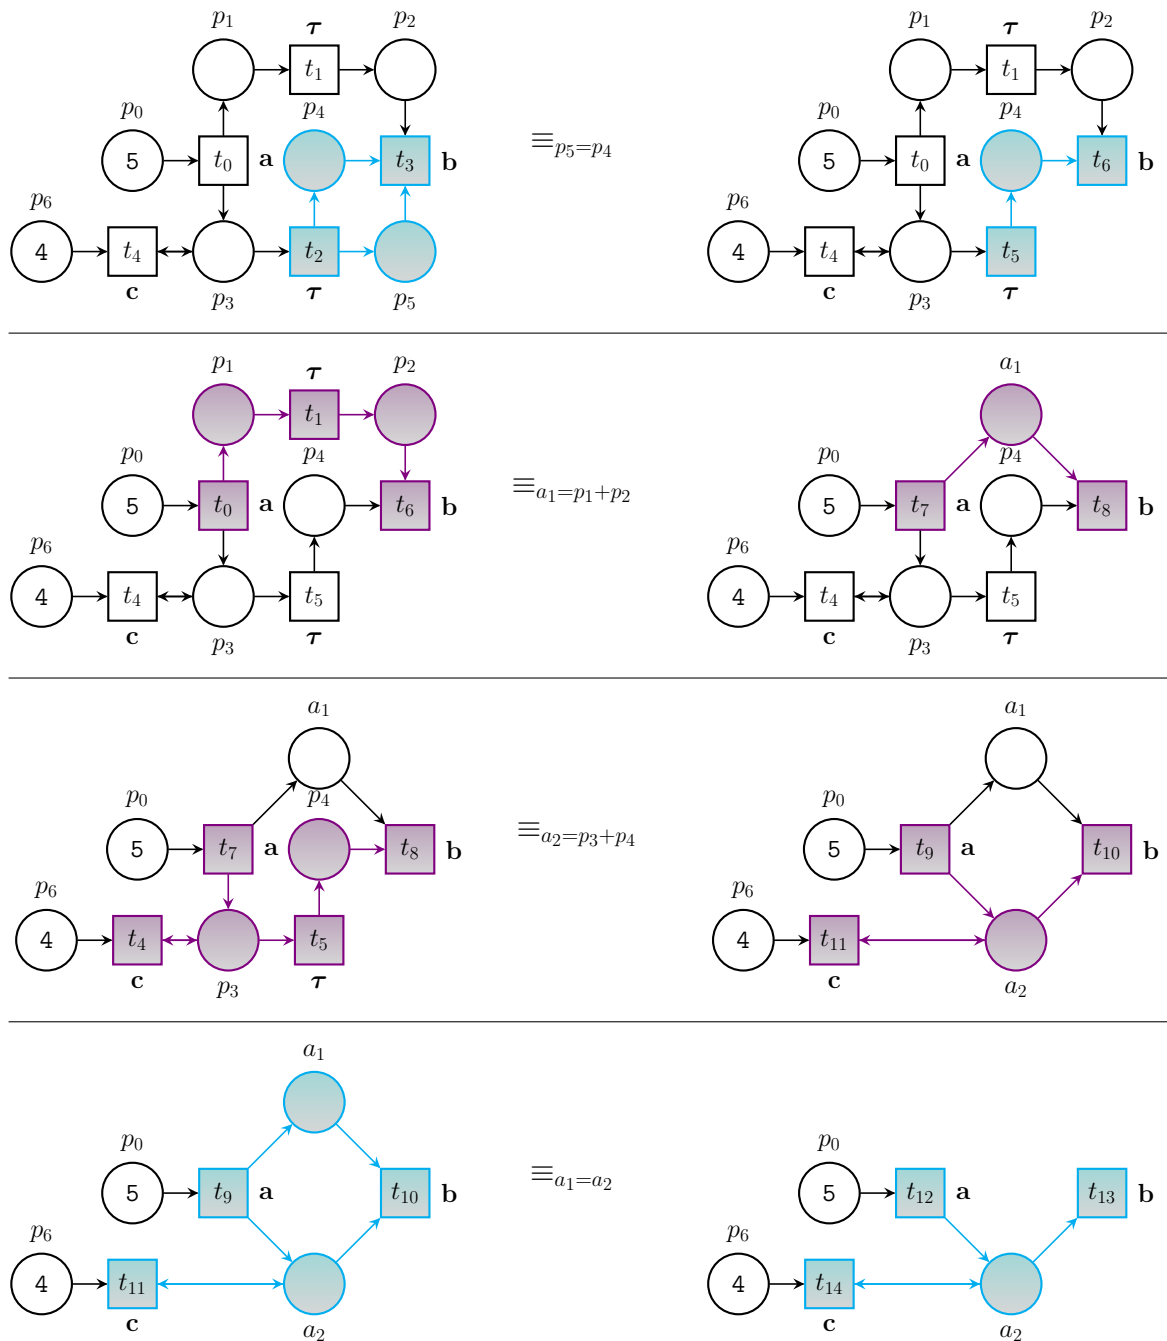 p₁ τ p₂ p₁ τ p₂
t₁ t₁
p₀ p₄ p₀ p₄
5 t₀ a t₃ b ≡p₅=p₄ 5 t₀ a t₆ b
p₆ p₆
4 t₄ t₂ 4 t₄ t₅
c p₃ τ p₅ c p₃ τ
p₁ τ p₂ a₁
t₁
p₀ p₄ p₀ p₄
5 t₀ a t₆ b ≡a₁=p₁+p₂ 5 t₇ a t₈ b
p₆ p₆
4 t₄ t₅ 4 t₄ t₅
c p₃ τ c p₃ τ
a₁ a₁
p₀ p₄ p₀
5 t₇ a t₈ b ≡a₂=p₃+p₄ 5 t₉ a t₁₀ b
p₆ p₆
4 t₄ t₅ 4 t₁₁
c p₃ τ c a₂
a₁
p₀ p₀
5 t₉ a t₁₀ b ≡a₁=a₂ 5 t₁₂ a t₁₃ b
p₆ p₆
4 t₁₁ 4 t₁₄
c a₂ c a₂